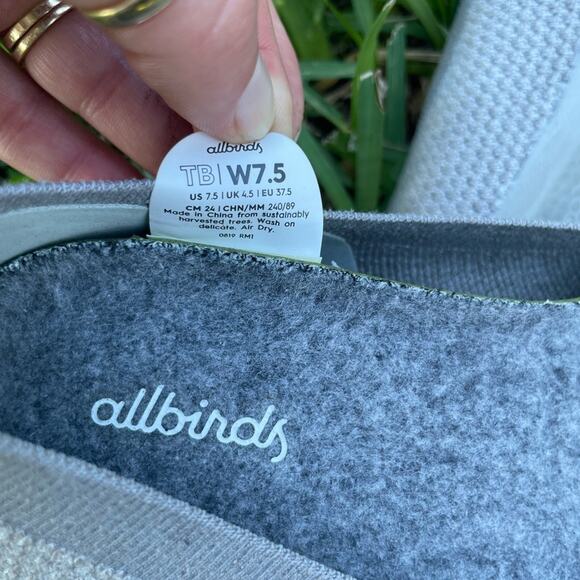 allbirds
TB | W7.5
US 7.5 | UK 4.5 | EU 37.5
CM 24 | CHN/MM 240/89
Made in China from sustainably
harvested trees. Wash on
delicate. Air Dry.
0819 RM1
allbirds